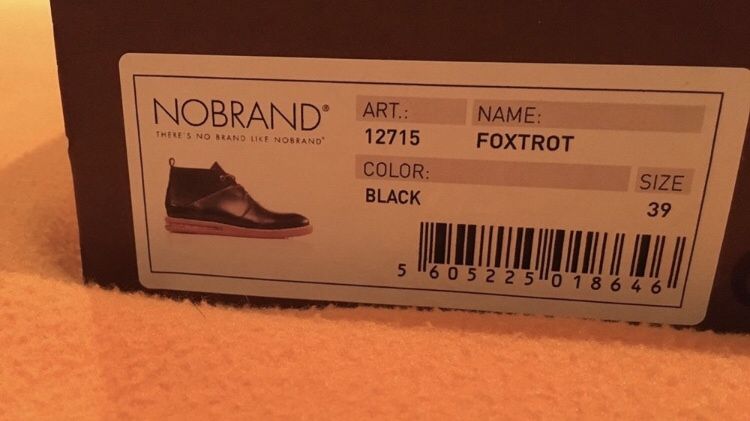 NOBRAND®
THERE'S NO BRAND LIKE NOBRAND®
ART.:
12715
NAME:
FOXTROT
COLOR:
BLACK
SIZE
39
5 605225 018646